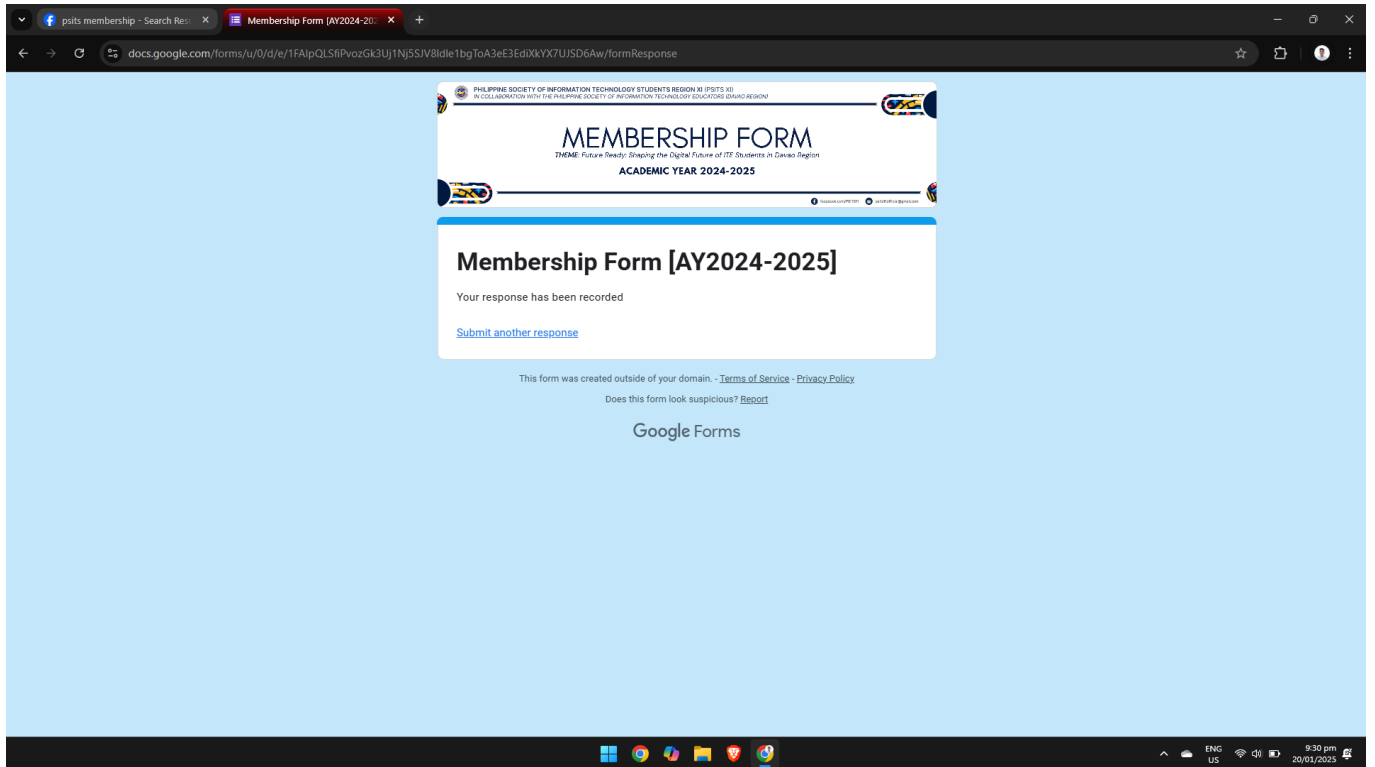 psits membership - Search Resu
Membership Form [AY2024-202
docs.google.com/forms/u/0/d/e/1FAIpQLSfiPvozGk3Uj1Nj5SJV8Idle1bgToA3eE3EdiXkYX7UJSD6Aw/formResponse
PHILIPPINE SOCIETY OF INFORMATION TECHNOLOGY STUDENTS REGION XI (PSITS XI)
IN COLLABORATION WITH THE PHILIPPINE SOCIETY OF INFORMATION TECHNOLOGY EDUCATORS (DAVAO REGION)
MEMBERSHIP FORM
THEME: Future Ready: Shaping the Digital Future of ITE Students in Davao Region
ACADEMIC YEAR 2024-2025
Membership Form [AY2024-2025]
Your response has been recorded
Submit another response
This form was created outside of your domain. - Terms of Service - Privacy Policy
Does this form look suspicious? Report
Google Forms
ENG
US
9:30 pm
20/01/2025